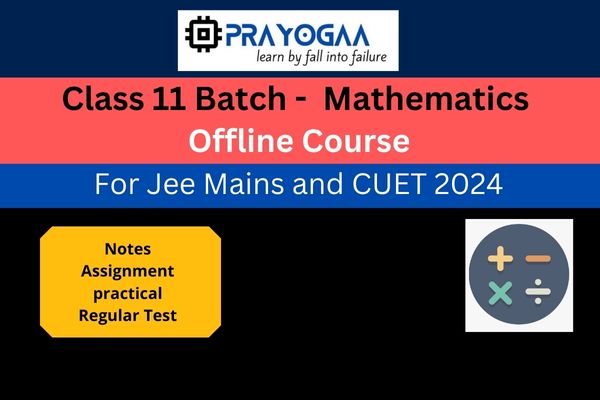 PRAYOGAA
learn by fall into failure
Class 11 Batch - Mathematics
Offline Course
For Jee Mains and CUET 2024
Notes
Assignment
practical
Regular Test